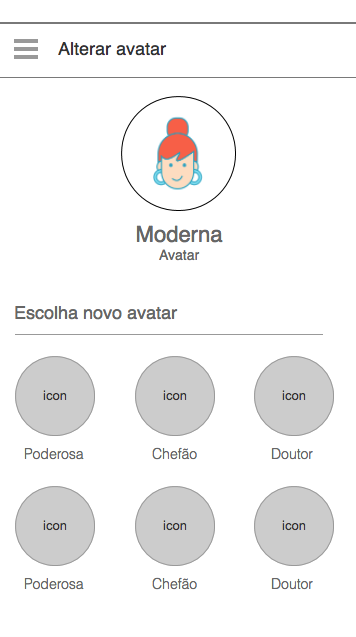 Alterar avatar
Moderna
Avatar
Escolha novo avatar
icon icon icon
Poderosa Chefão Doutor
icon icon icon
Poderosa Chefão Doutor